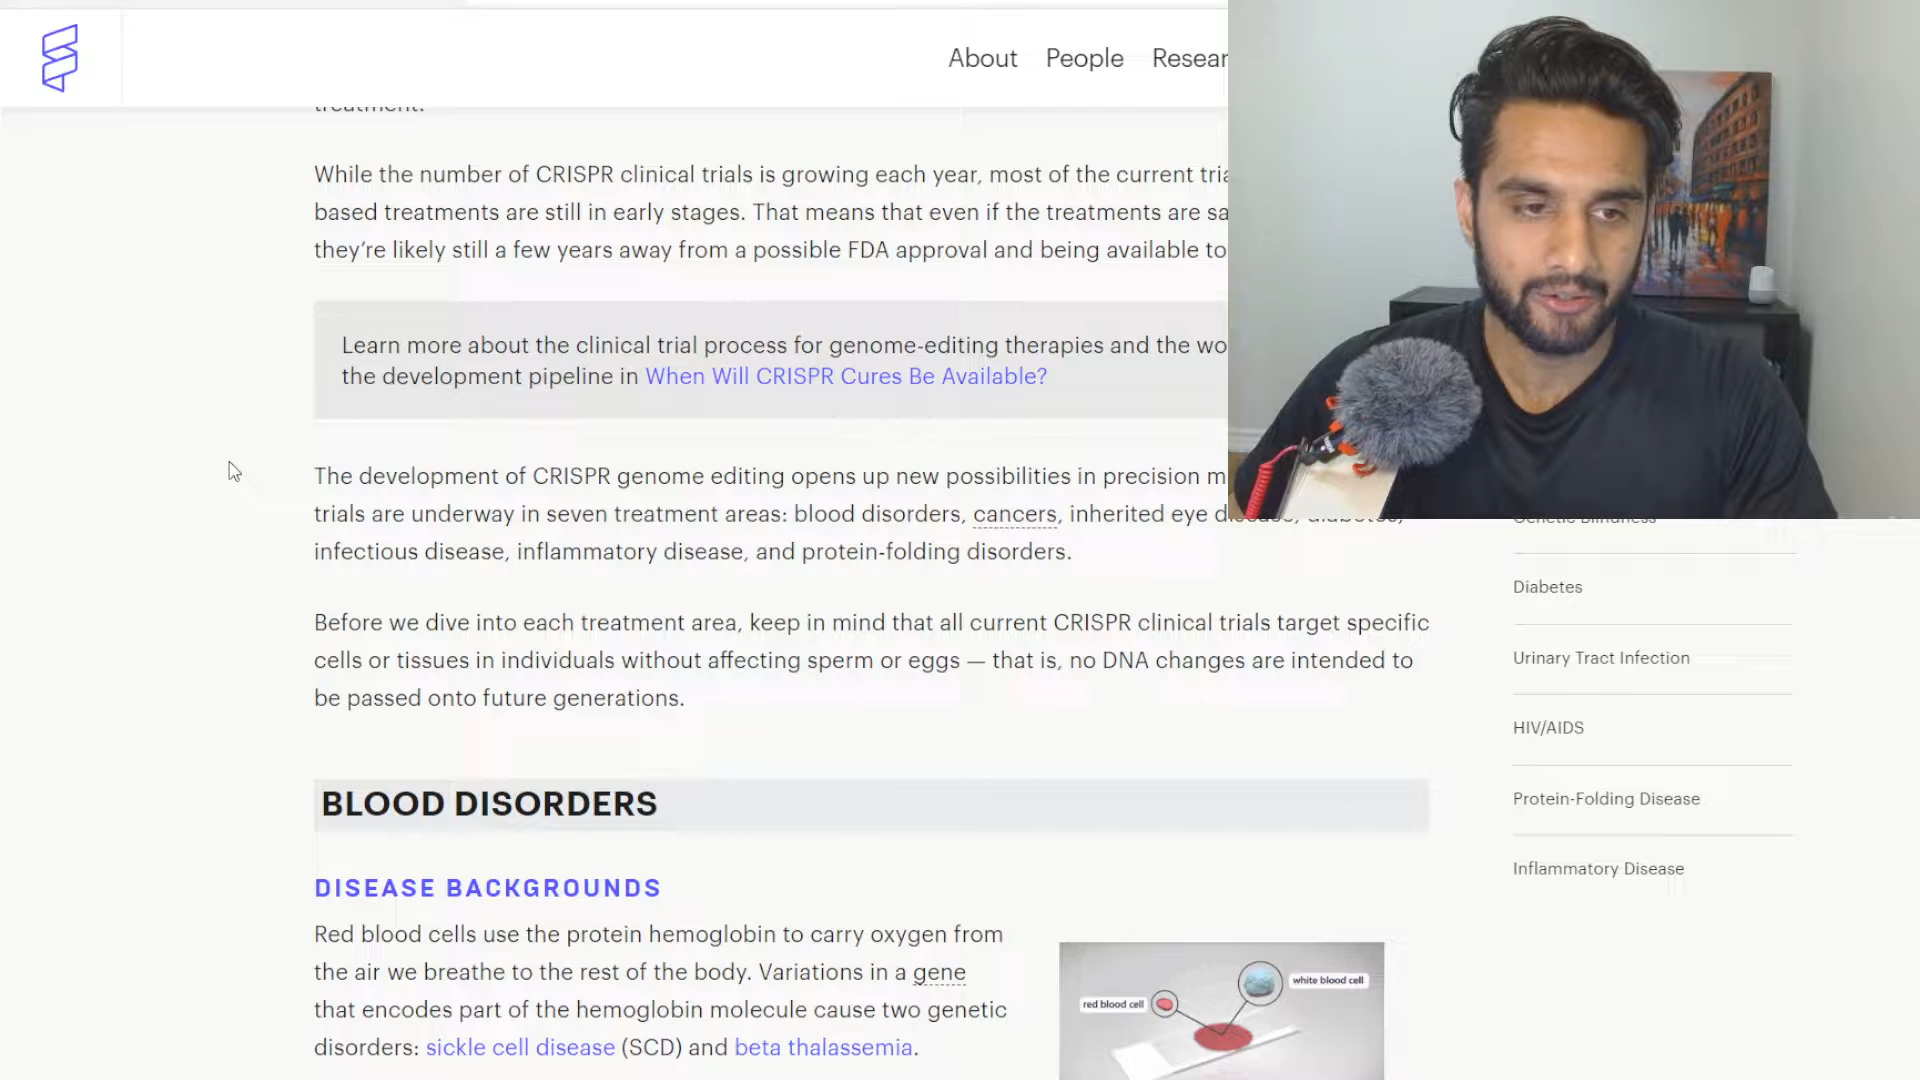 About People Resear
treatment.
While the number of CRISPR clinical trials is growing each year, most of the current tria
based treatments are still in early stages. That means that even if the treatments are sa
they're likely still a few years away from a possible FDA approval and being available to
Learn more about the clinical trial process for genome-editing therapies and the wo
the development pipeline in When Will CRISPR Cures Be Available?
The development of CRISPR genome editing opens up new possibilities in precision m
trials are underway in seven treatment areas: blood disorders, cancers, inherited eye disease, diabetes,
infectious disease, inflammatory disease, and protein-folding disorders.
Before we dive into each treatment area, keep in mind that all current CRISPR clinical trials target specific
cells or tissues in individuals without affecting sperm or eggs — that is, no DNA changes are intended to
be passed onto future generations.
BLOOD DISORDERS
DISEASE BACKGROUNDS
Red blood cells use the protein hemoglobin to carry oxygen from
the air we breathe to the rest of the body. Variations in a gene
that encodes part of the hemoglobin molecule cause two genetic
disorders: sickle cell disease (SCD) and beta thalassemia.
red blood cell
white blood cell
Genetic Blindness
Diabetes
Urinary Tract Infection
HIV/AIDS
Protein-Folding Disease
Inflammatory Disease